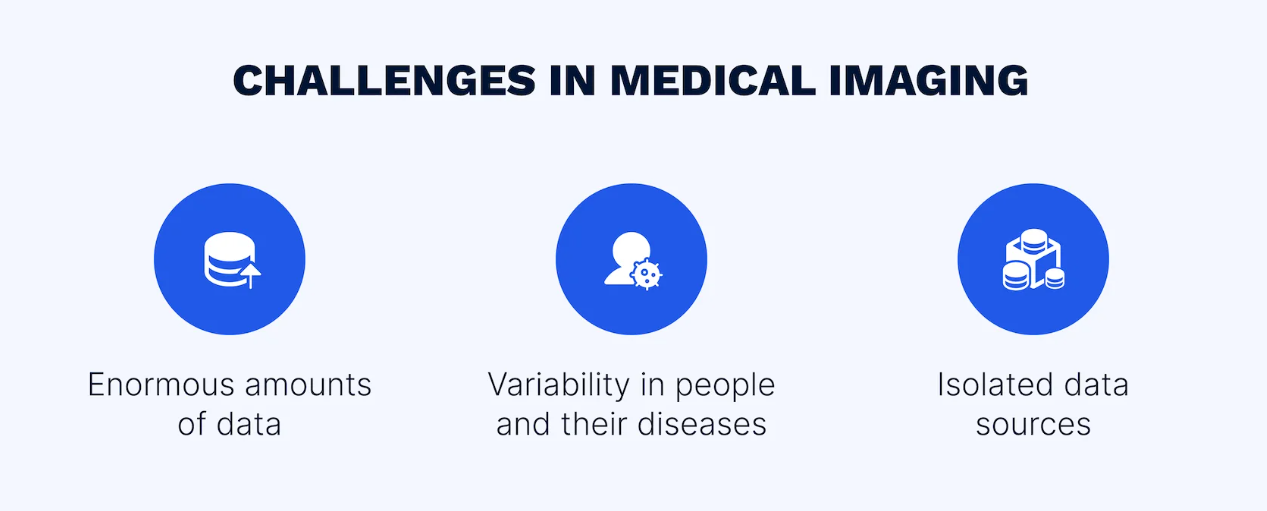 CHALLENGES IN MEDICAL IMAGING
Enormous amounts
of data
Variability in people
and their diseases
Isolated data
sources